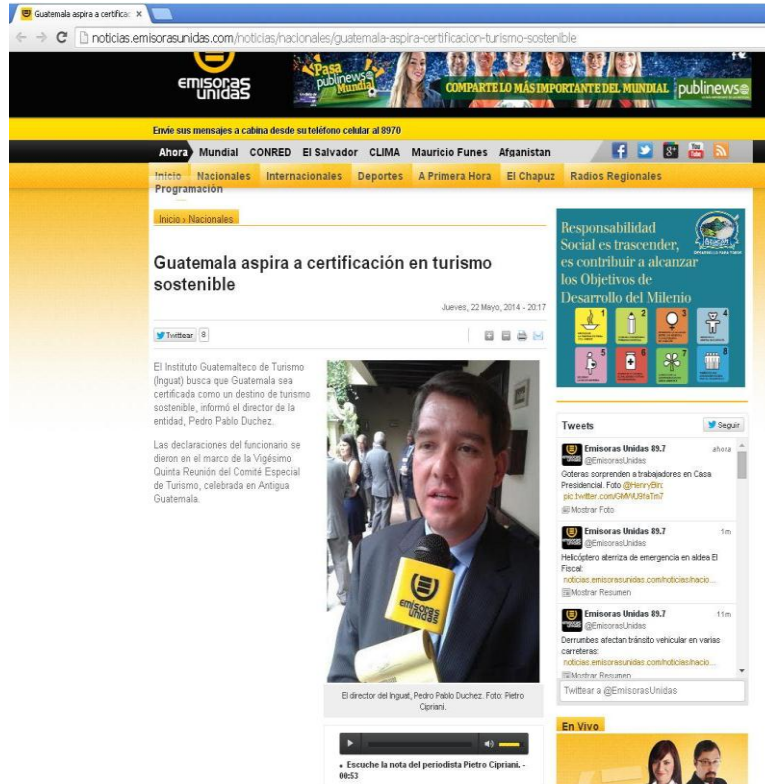 Guatemala aspira a certifica
noticias.emisorasunidas.com/noticias/nacionales/guatemala-aspira-certificacion-turismo-sostenible
emisoras
unidas
Pasa
publinews
Mundial
COMPARTE LO MÁS IMPORTANTE DEL MUNDIAL
publinews
Envíe sus mensajes a cabina desde su teléfono celular al 8970
Ahora Mundial CONRED El Salvador CLIMA Mauricio Funes Afganistan
Inicio Nacionales Internacionales Deportes A Primera Hora El Chapuz Radios Regionales
Programación
Inicio › Nacionales
Guatemala aspira a certificación en turismo
sostenible
Jueves, 22 Mayo, 2014 - 20:17
Twittear 8
El Instituto Guatemalteco de Turismo
(Inguat) busca que Guatemala sea
certificada como un destino de turismo
sostenible, informó el director de la
entidad, Pedro Pablo Duchez.
Las declaraciones del funcionario se
dieron en el marco de la Vigésimo
Quinta Reunión del Comité Especial
de Turismo, celebrada en Antigua
Guatemala.
emisoras
unidas
El director del Inguat, Pedro Pablo Duchez. Foto: Pietro
Cipriani.
• Escuche la nota del periodista Pietro Cipriani. -
00:53
Responsabilidad
Social es trascender,
es contribuir a alcanzar
los Objetivos de
Desarrollo del Milenio
1 2 3 4
5 6 7 8
Tweets
Seguir
Emisoras Unidas 89.7 ahora
@EmisorasUnidas
Goteras sorprenden a trabajadores en Casa
Presidencial. Foto @HenryBin:
Mostrar Foto
Emisoras Unidas 89.7 1m
@EmisorasUnidas
Helicóptero aterriza de emergencia en aldea El
Fiscal:
noticias.emisorasunidas.com/noticias/nacio...
Mostrar Resumen
Emisoras Unidas 89.7 11m
@EmisorasUnidas
Derrumbes afectan tránsito vehicular en varias
carreteras:
noticias.emisorasunidas.com/noticias/nacio...
Mostrar Resumen
Twittear a @EmisorasUnidas
En Vivo